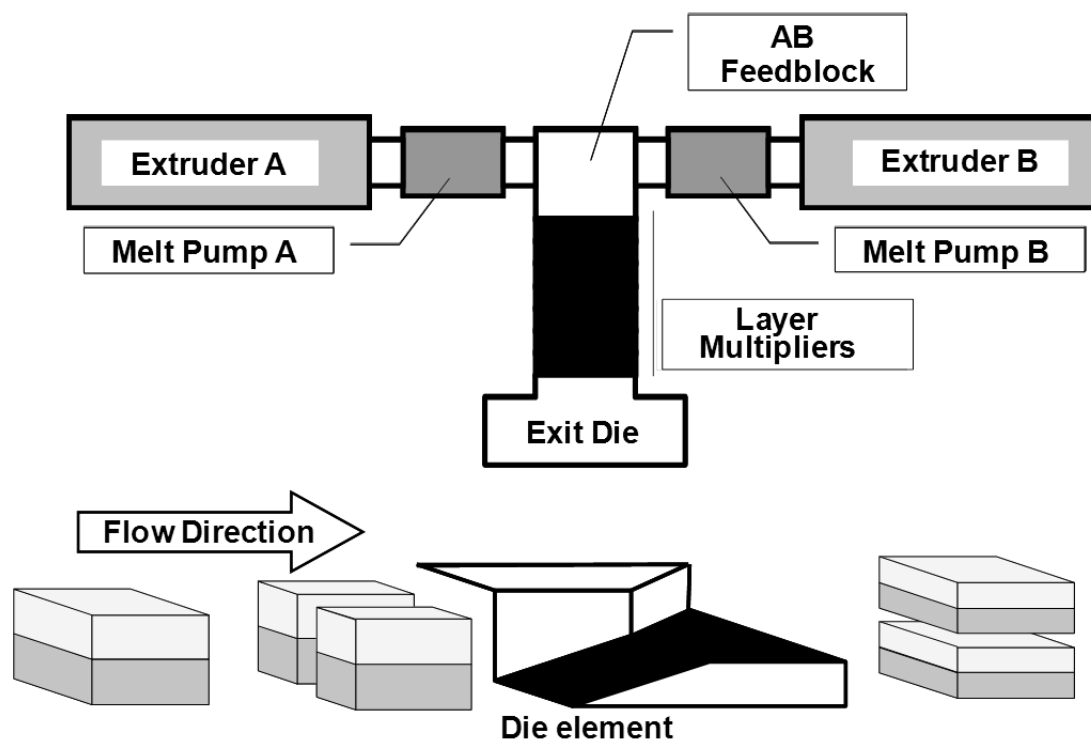 AB
Feedblock
Extruder A
Extruder B
Melt Pump A
Melt Pump B
Layer
Multipliers
Exit Die
Flow Direction
Die element